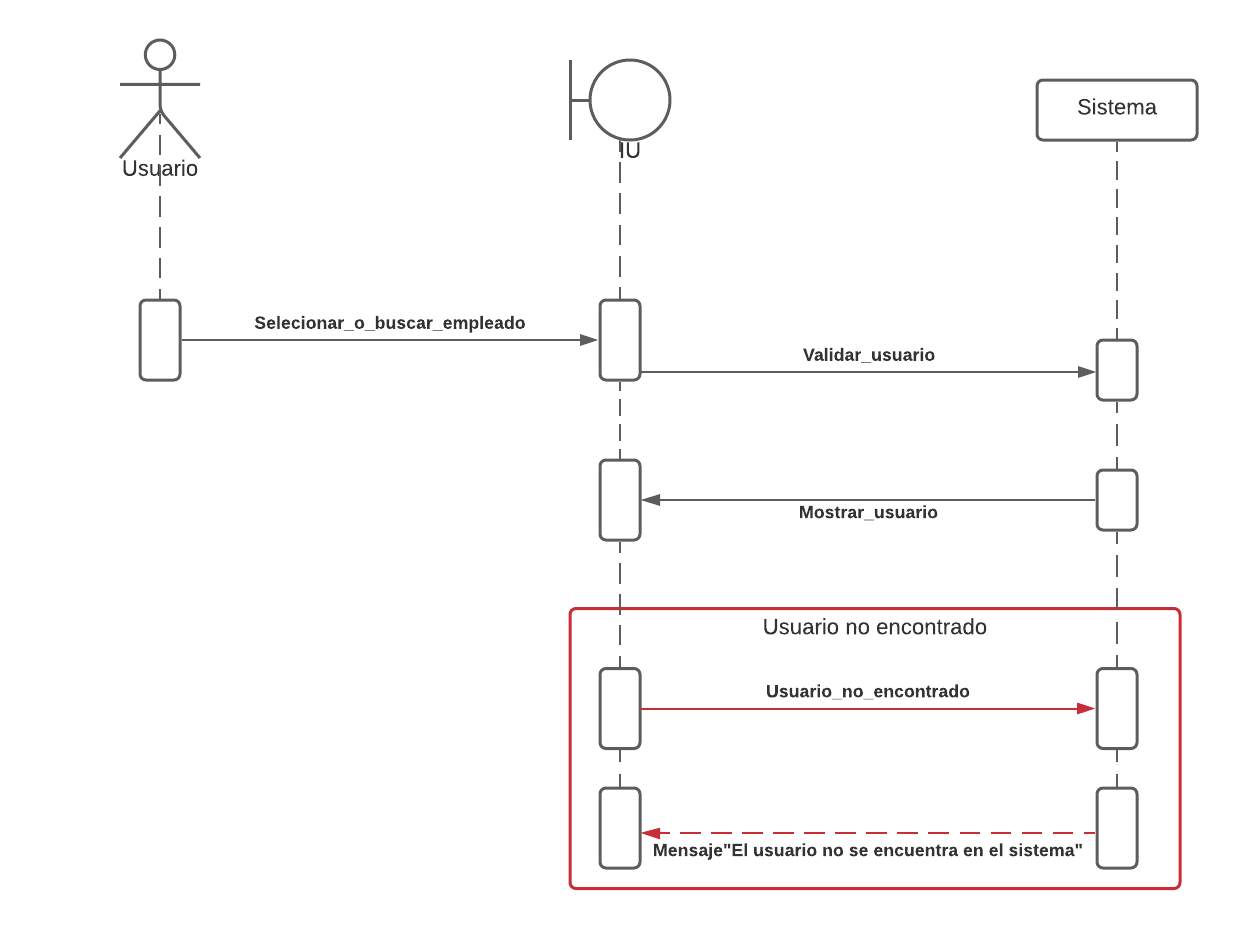 Usuario
IU
Sistema
Selecionar_o_buscar_empleado
Validar_usuario
Mostrar_usuario
Usuario no encontrado
Usuario_no_encontrado
Mensaje"El usuario no se encuentra en el sistema"